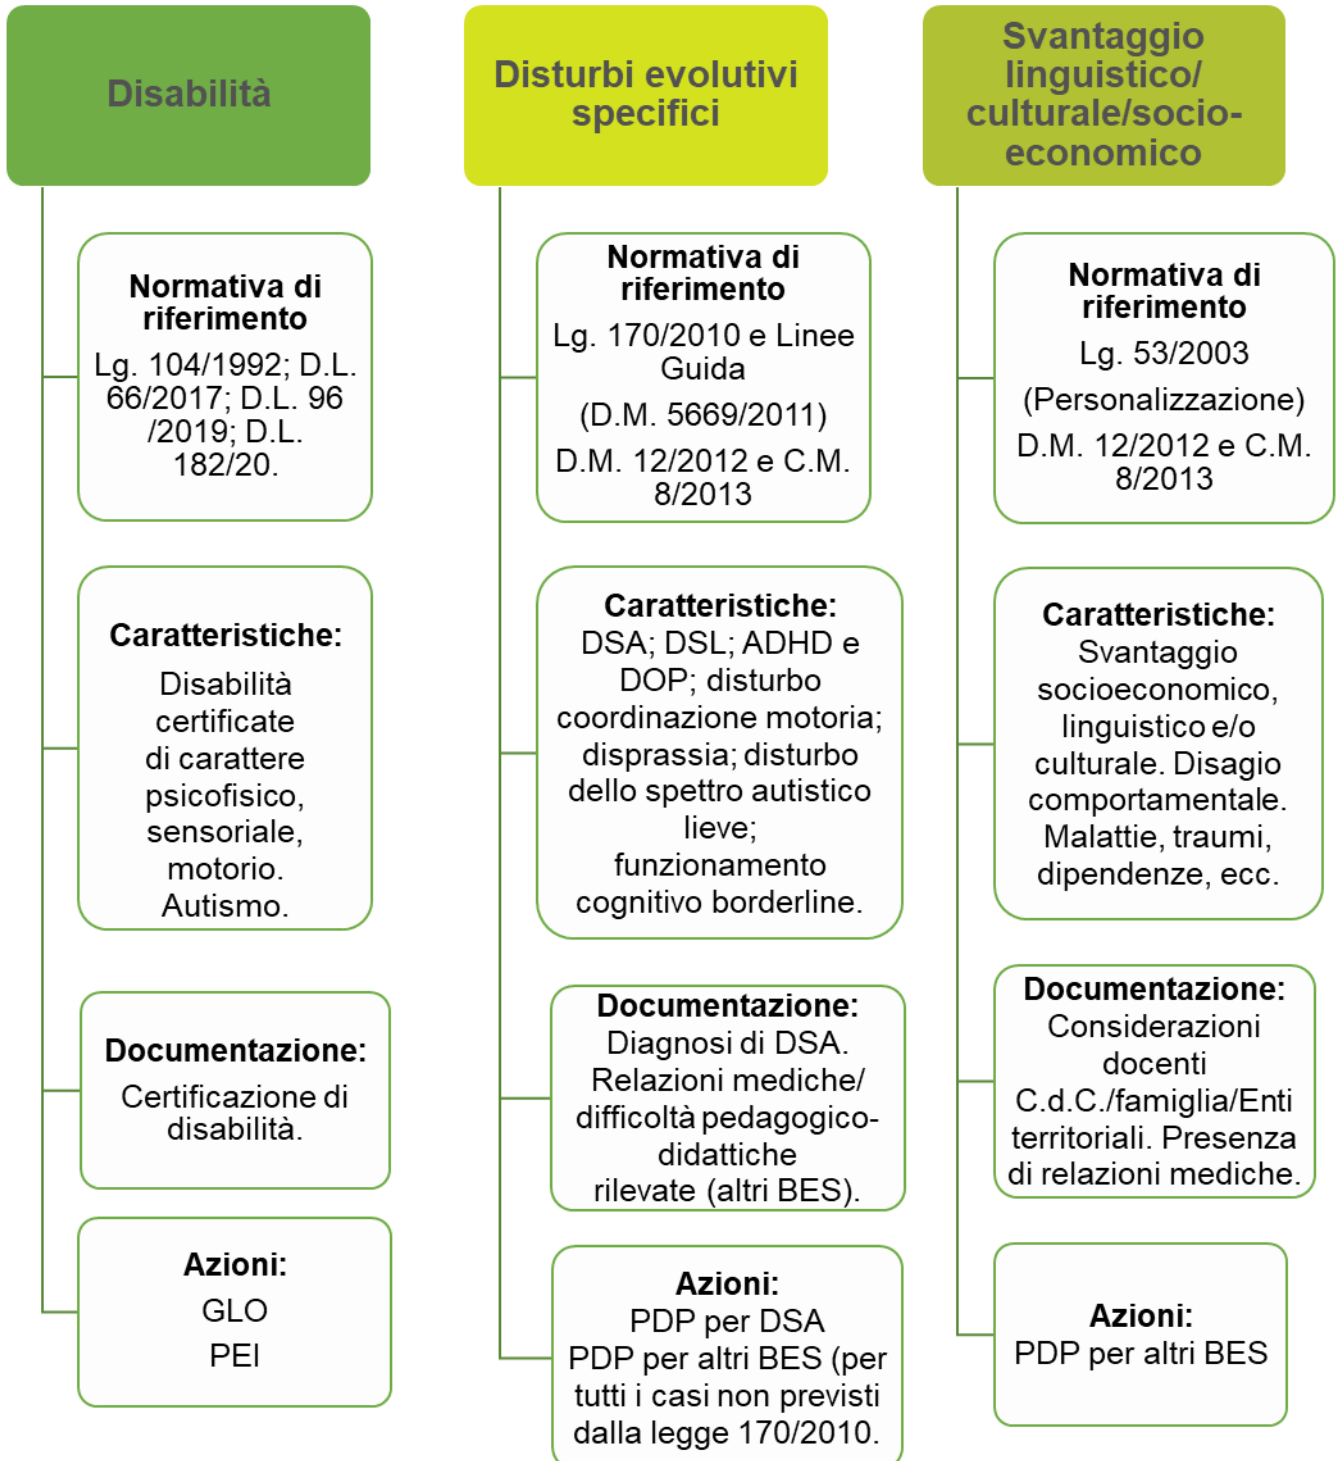 Disabilità
Normativa di
riferimento
Lg. 104/1992; D.L.
66/2017; D.L. 96
/2019; D.L.
182/20.
Caratteristiche:
Disabilità
certificate
di carattere
psicofisico,
sensoriale,
motorio.
Autismo.
Documentazione:
Certificazione di
disabilità.
Azioni:
GLO
PEI
Disturbi evolutivi
specifici
Normativa di
riferimento
Lg. 170/2010 e Linee
Guida
(D.M. 5669/2011)
D.M. 12/2012 e C.M.
8/2013
Caratteristiche:
DSA; DSL; ADHD e
DOP; disturbo
coordinazione motoria;
disprassia; disturbo
dello spettro autistico
lieve;
funzionamento
cognitivo borderline.
Documentazione:
Diagnosi di DSA.
Relazioni mediche/
difficoltà pedagogico-
didattiche
rilevate (altri BES).
Azioni:
PDP per DSA
PDP per altri BES (per
tutti i casi non previsti
dalla legge 170/2010.
Svantaggio
linguistico/
culturale/socio-
economico
Normativa di
riferimento
Lg. 53/2003
(Personalizzazione)
D.M. 12/2012 e C.M.
8/2013
Caratteristiche:
Svantaggio
socioeconomico,
linguistico e/o
culturale. Disagio
comportamentale.
Malattie, traumi,
dipendenze, ecc.
Documentazione:
Considerazioni
docenti
C.d.C./famiglia/Enti
territoriali. Presenza
di relazioni mediche.
Azioni:
PDP per altri BES